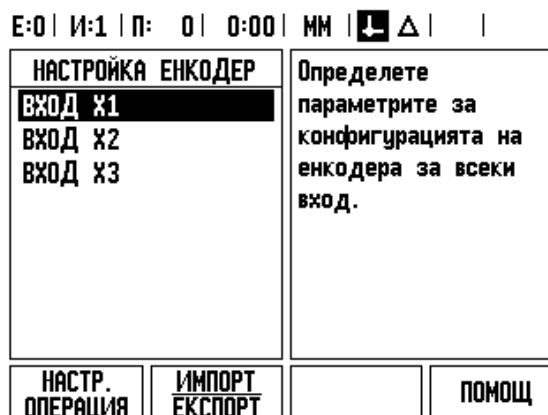 Е:0 | И:1 | П: 0 | 0:00 | ММ | Δ | |
НАСТРОЙКА ЕНКОДЕР
ВХОД X1
ВХОД X2
ВХОД X3
Определете
параметрите за
конфигурацията на
енкодера за всеки
вход.
НАСТР.
ОПЕРАЦИЯ
ИМПОРТ
ЕКСПОРТ
ПОМОЩ